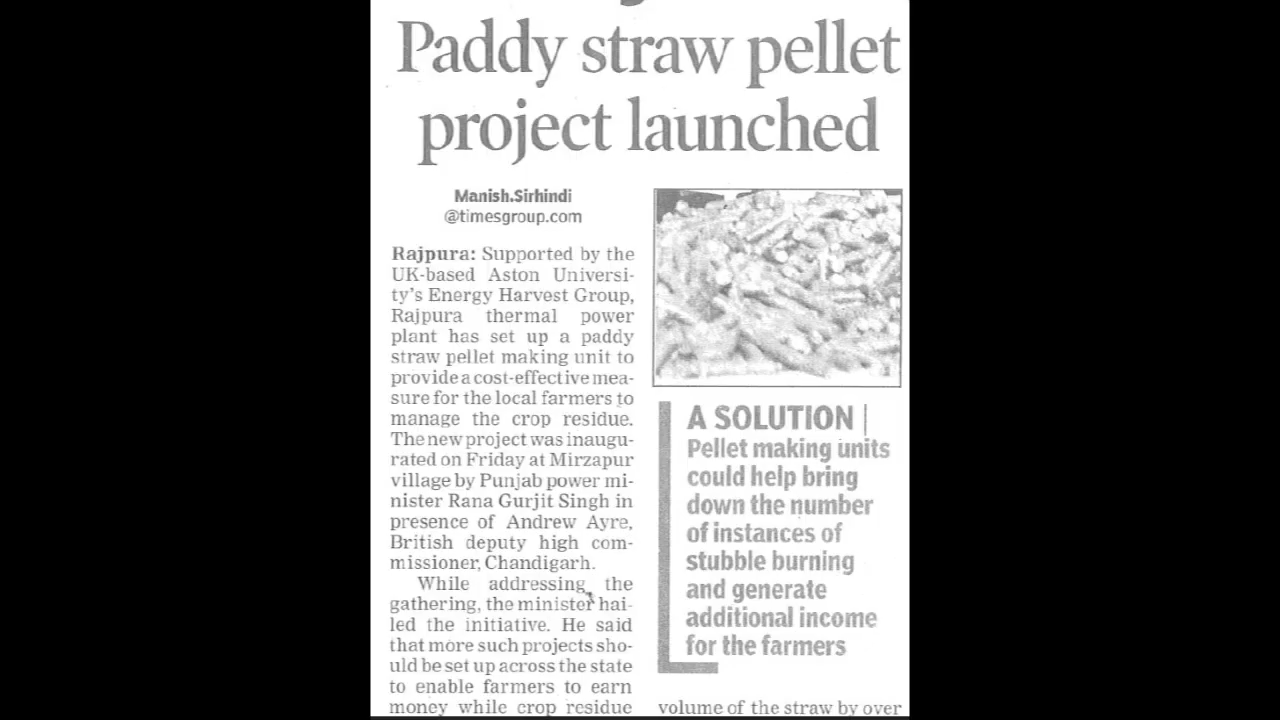 Paddy straw pellet
project launched
Manish.Sirhindi
@timesgroup.com
Rajpura: Supported by the
UK-based Aston Universi-
ty's Energy Harvest Group,
Rajpura thermal power
plant has set up a paddy
straw pellet making unit to
provide a cost-effective mea-
sure for the local farmers to
manage the crop residue.
The new project was inaugu-
rated on Friday at Mirzapur
village by Punjab power mi-
nister Rana Gurjit Singh in
presence of Andrew Ayre,
British deputy high com-
missioner, Chandigarh.
While addressing the
gathering, the minister hai-
led the initiative. He said
that more such projects sho-
uld be set up across the state
to enable farmers to earn
money while crop residue
A SOLUTION |
Pellet making units
could help bring
down the number
of instances of
stubble burning
and generate
additional income
for the farmers
volume of the straw by over